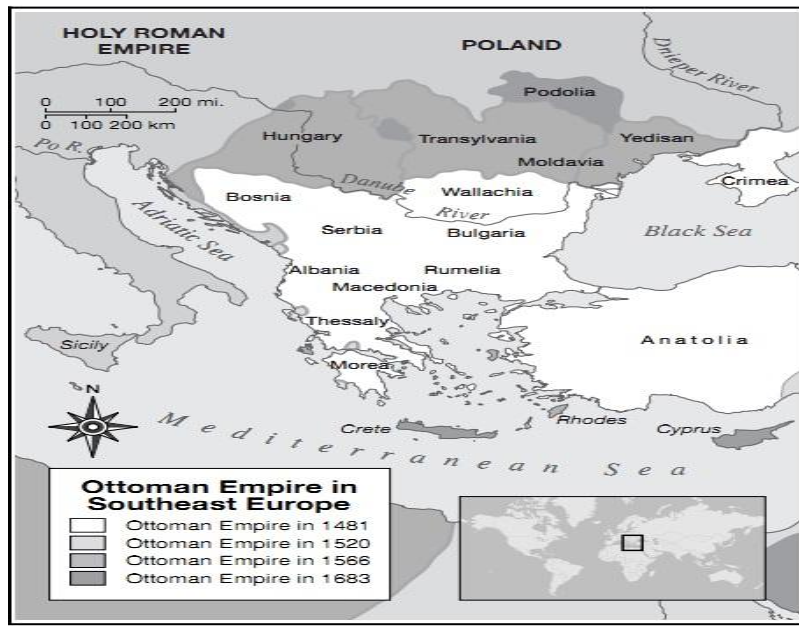 HOLY ROMAN
EMPIRE
POLAND
Dnieper River
0 100 200 mi.
0 100 200 km
Podolia
Hungary
Transylvania
Yedisan
Po R.
Moldavia
Crimea
Danube
River
Wallachia
Bosnia
Adriatic Sea
Serbia
Bulgaria
Black Sea
Albania
Rumelia
Macedonia
Thessaly
Anatolia
Sicily
Morea
N
Crete
Rhodes
Cyprus
Mediterranean Sea
Ottoman Empire in
Southeast Europe
Ottoman Empire in 1481
Ottoman Empire in 1520
Ottoman Empire in 1566
Ottoman Empire in 1683